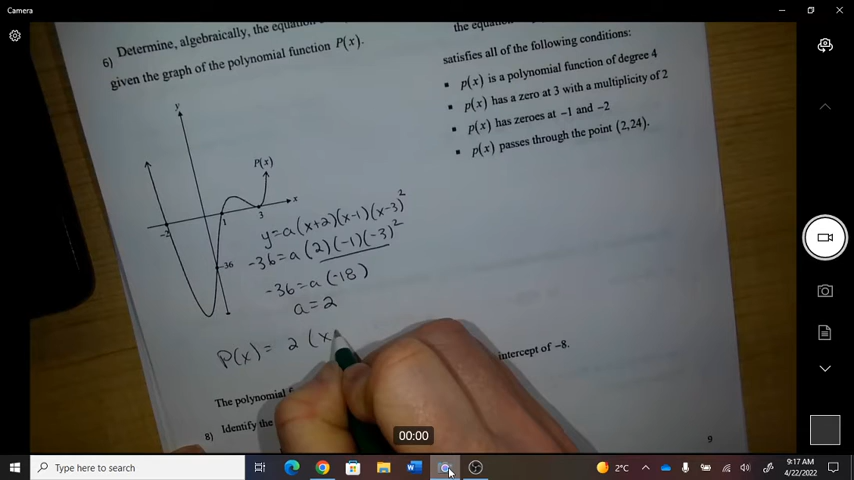 Camera
6) Determine, algebraically, the equation
given the graph of the polynomial function P(x).
y
P(x)
x
-2
1
3
-36
y=a(x+2)(x-1)(x-3)²
-36=a(2)(-1)(-3)²
-36=a(-18)
a=2
P(x)= 2(x
The polynomial
8) Identify the
the equation
satisfies all of the following conditions:
▪ p(x) is a polynomial function of degree 4
▪ p(x) has a zero at 3 with a multiplicity of 2
▪ p(x) has zeroes at −1 and −2
▪ p(x) passes through the point (2,24).
intercept of −8.
9
00:00
Type here to search
2°C
9:17 AM
4/22/2022